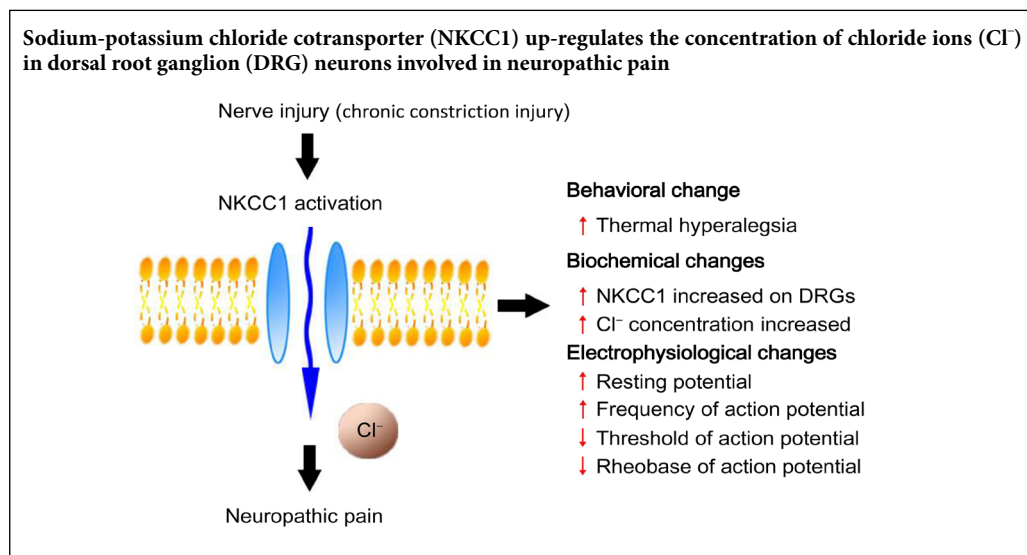 Sodium-potassium chloride cotransporter (NKCC1) up-regulates the concentration of chloride ions (Cl⁻)
in dorsal root ganglion (DRG) neurons involved in neuropathic pain
Nerve injury (chronic constriction injury)
NKCC1 activation
Cl⁻
Neuropathic pain
Behavioral change
↑ Thermal hyperalegsia
Biochemical changes
↑ NKCC1 increased on DRGs
↑ Cl⁻ concentration increased
Electrophysiological changes
↑ Resting potential
↑ Frequency of action potential
↓ Threshold of action potential
↓ Rheobase of action potential